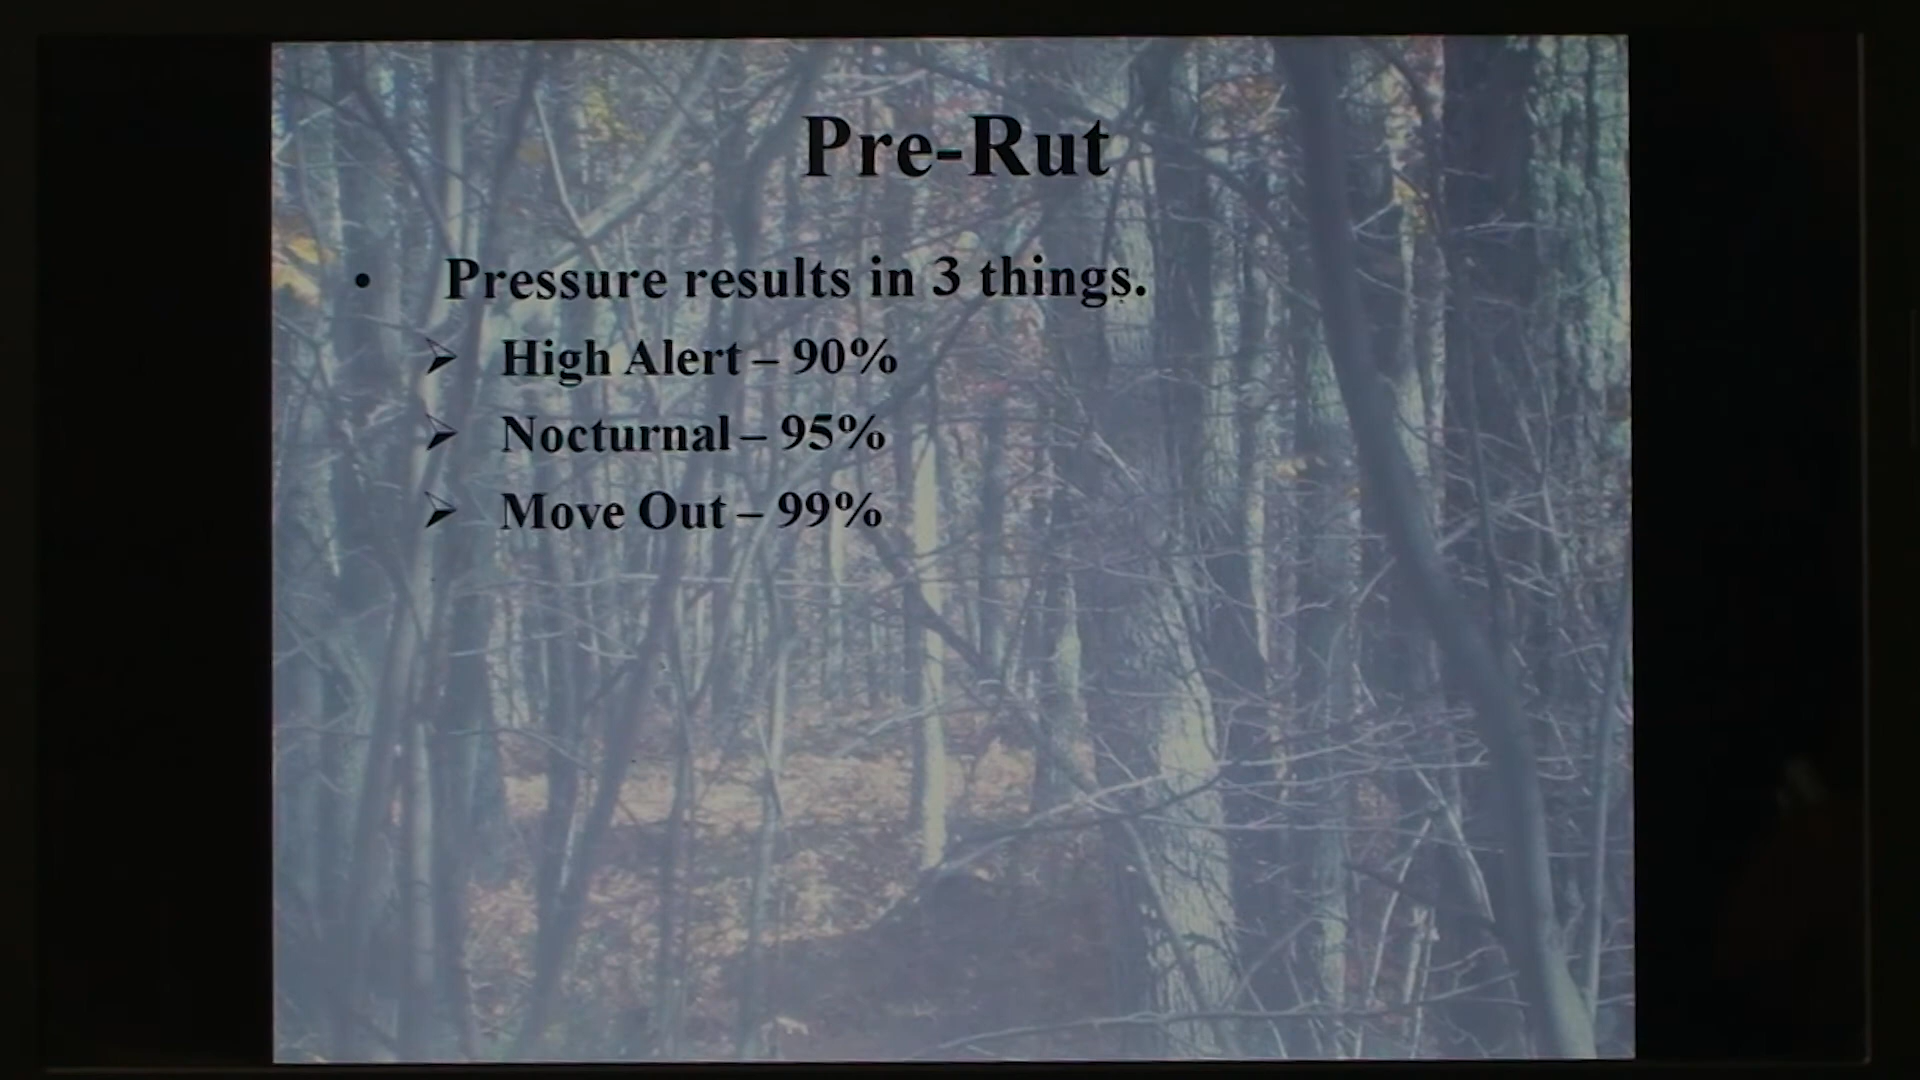 Pre-Rut
• Pressure results in 3 things.
➢ High Alert – 90%
➢ Nocturnal – 95%
➢ Move Out – 99%